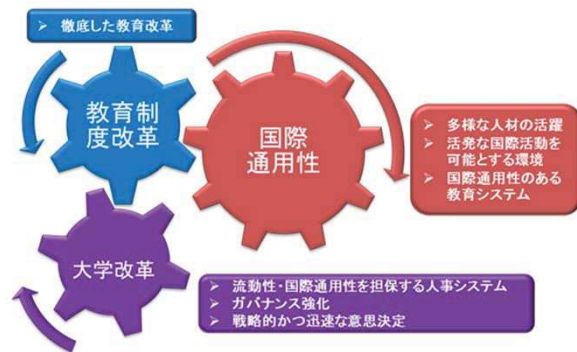 ➤ 徹底した教育改革
教育制
度改革
国際
通用性
➤ 多様な人材の活躍
➤ 活発な国際活動を
可能とする環境
➤ 国際通用性のある
教育システム
大学改革
➤ 流動性・国際通用性を担保する人事システム
➤ ガバナンス強化
➤ 戦略的かつ迅速な意思決定